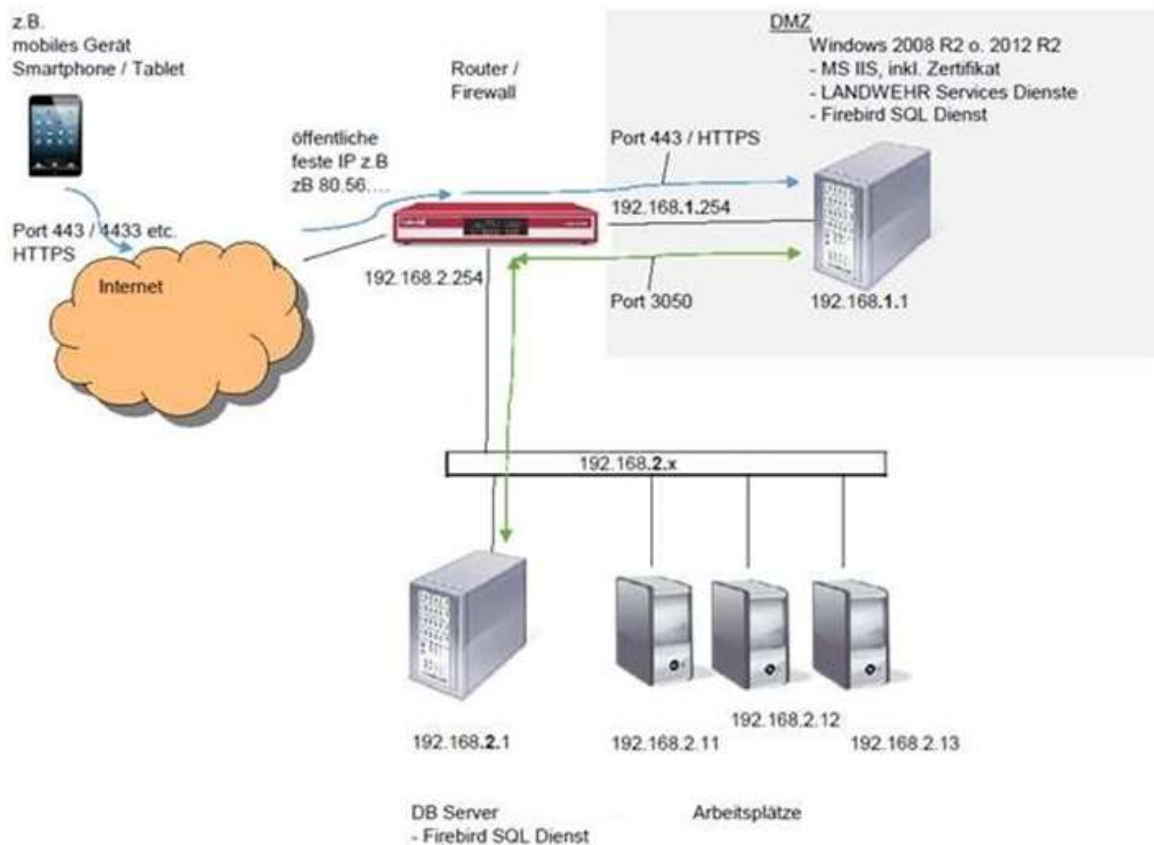 z.B.
mobiles Gerät
Smartphone / Tablet
Router /
Firewall
DMZ
Windows 2008 R2 o. 2012 R2
- MS IIS, inkl. Zertifikat
- LANDWEHR Services Dienste
- Firebird SQL Dienst
öffentliche
feste IP z.B
zB 80.56....
Port 443 / HTTPS
192.168.1.254
Port 443 / 4433 etc.
HTTPS
Internet
192.168.2.254
Port 3050
192.168.1.1
192.168.2.x
192.168.2.1
192.168.2.11
192.168.2.12
192.168.2.13
DB Server
- Firebird SQL Dienst
Arbeitsplätze